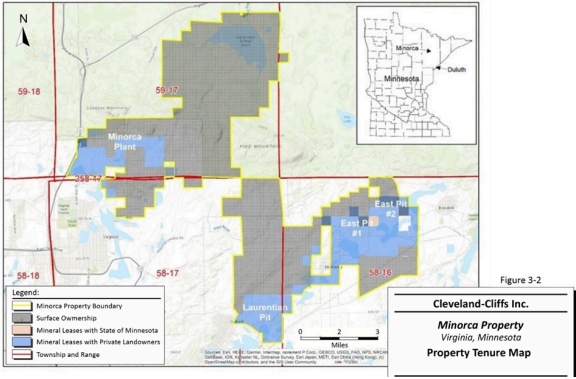 N
59-18
59-17
Minorca
Plant
PIKE MOUNTAIN
58-17
Virginia
58-18
58-17
58-16
East Pit
#1
East Pit
#2
Laurentian
Pit
Minorca
Duluth
Minnesota
Legend:
Minorca Property Boundary
Surface Ownership
Mineral Leases with State of Minnesota
Mineral Leases with Private Landowners
Township and Range
0 2 3
Miles
Figure 3-2
Cleveland-Cliffs Inc.
Minorca Property
Virginia, Minnesota
Property Tenure Map